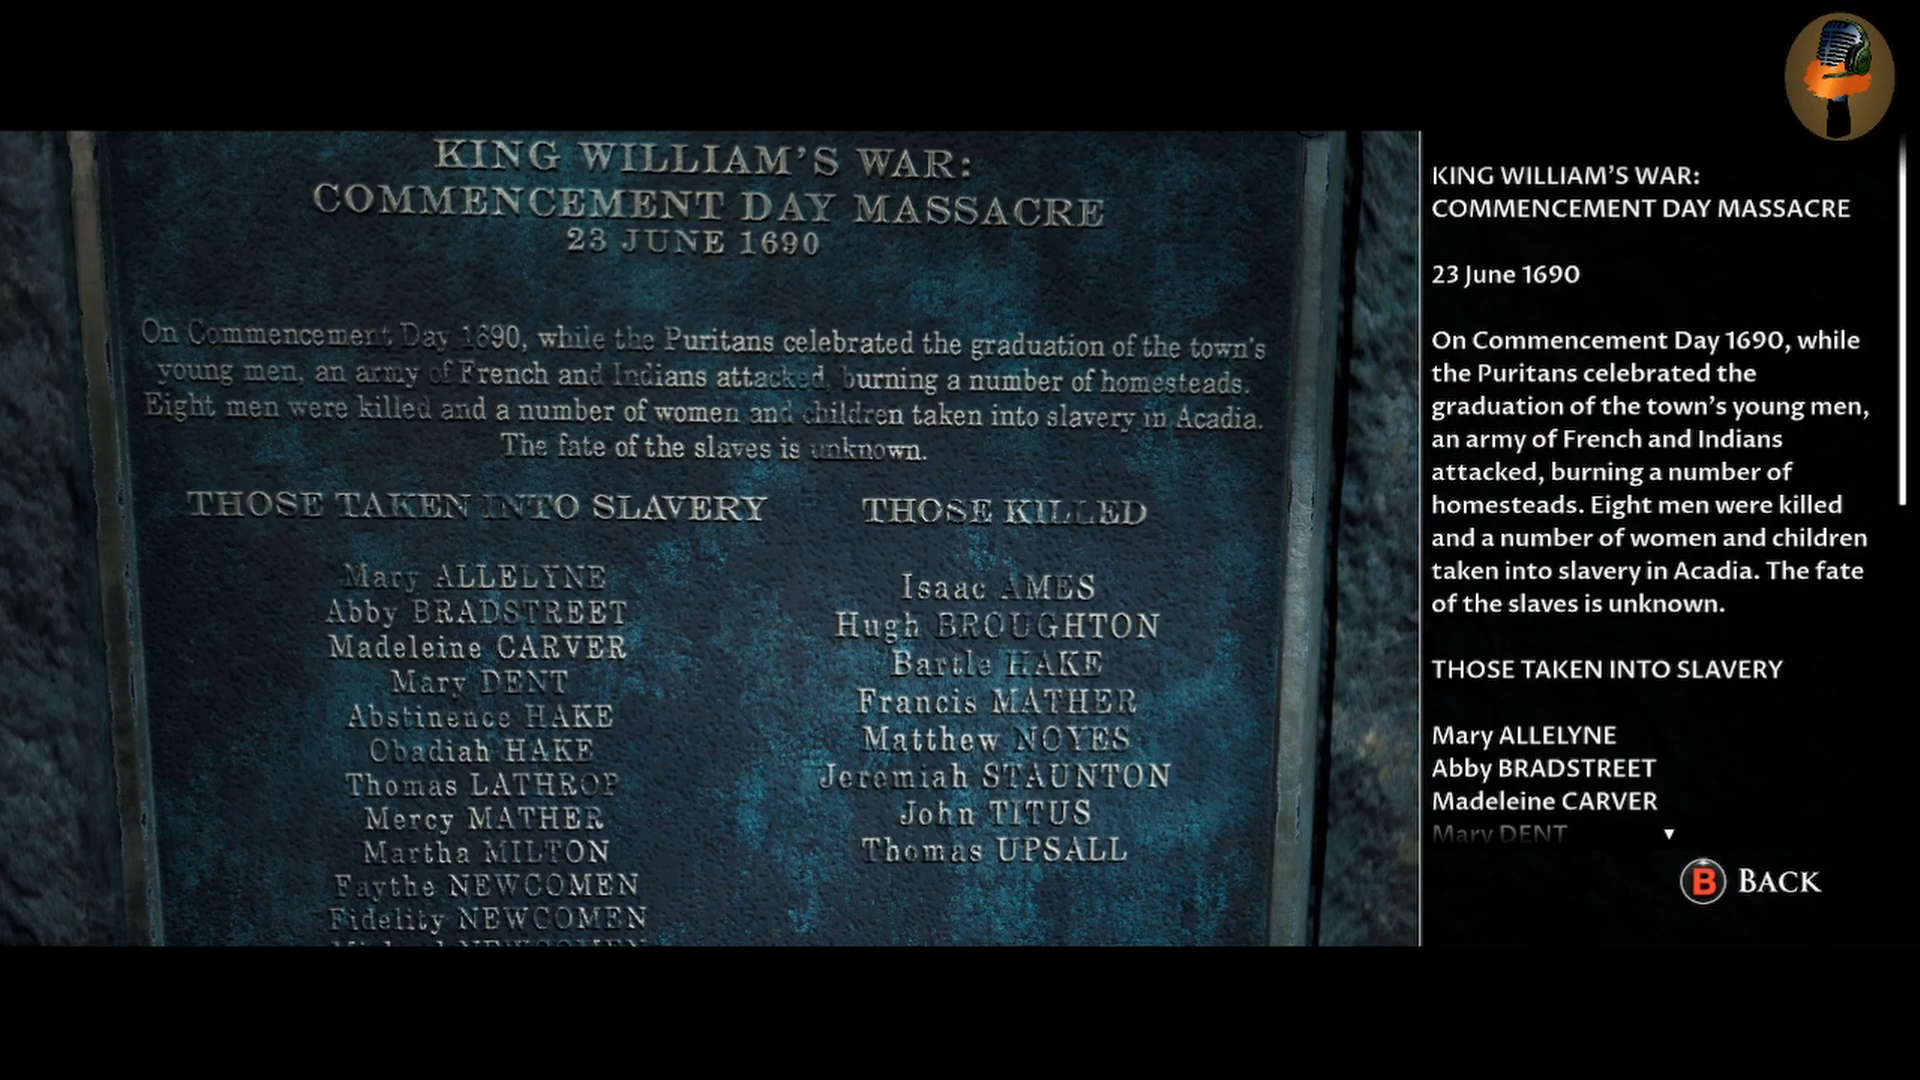 KING WILLIAM'S WAR:
COMMENCEMENT DAY MASSACRE
23 JUNE 1690
On Commencement Day 1690, while the Puritans celebrated the graduation of the town's
young men, an army of French and Indians attacked, burning a number of homesteads.
Eight men were killed and a number of women and children taken into slavery in Acadia.
The fate of the slaves is unknown.
THOSE TAKEN INTO SLAVERY
Mary ALLELYNE
Abby BRADSTREET
Madeleine CARVER
Mary DENT
Abstinence HAKE
Obadiah HAKE
Thomas LATHROP
Mercy MATHER
Martha MILTON
Faythe NEWCOMEN
Fidelity NEWCOMEN
THOSE KILLED
Isaac AMES
Hugh BROUGHTON
Bartle HAKE
Francis MATHER
Matthew NOYES
Jeremiah STAUNTON
John TITUS
Thomas UPSALL
KING WILLIAM'S WAR:
COMMENCEMENT DAY MASSACRE
23 June 1690
On Commencement Day 1690, while
the Puritans celebrated the
graduation of the town's young men,
an army of French and Indians
attacked, burning a number of
homesteads. Eight men were killed
and a number of women and children
taken into slavery in Acadia. The fate
of the slaves is unknown.
THOSE TAKEN INTO SLAVERY
Mary ALLELYNE
Abby BRADSTREET
Madeleine CARVER
Mary DENT
B BACK